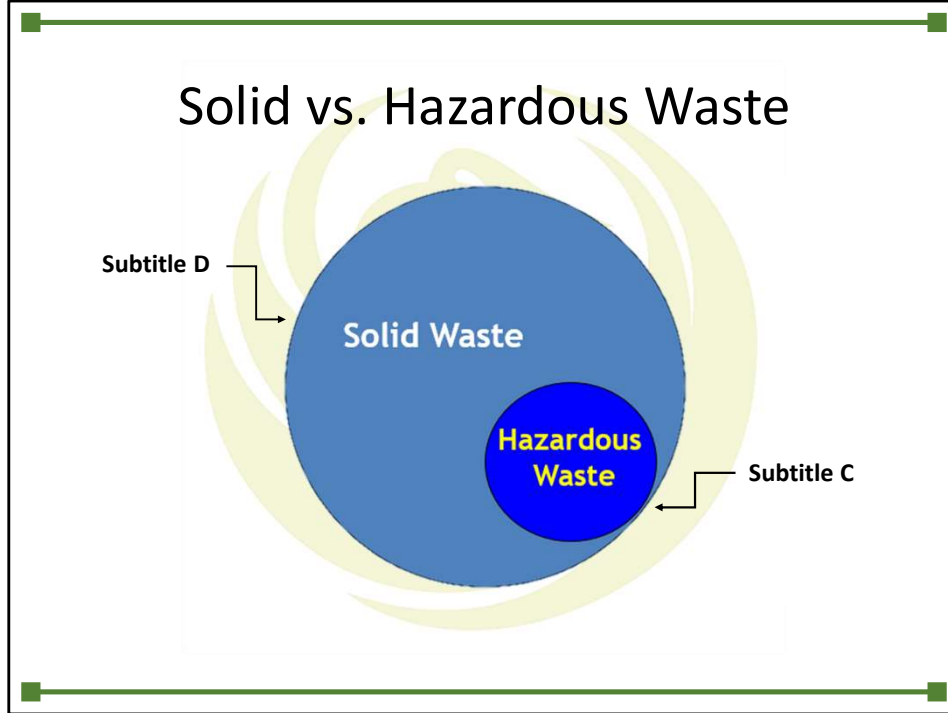 Solid vs. Hazardous Waste
Subtitle D
Solid Waste
Hazardous
Waste
Subtitle C